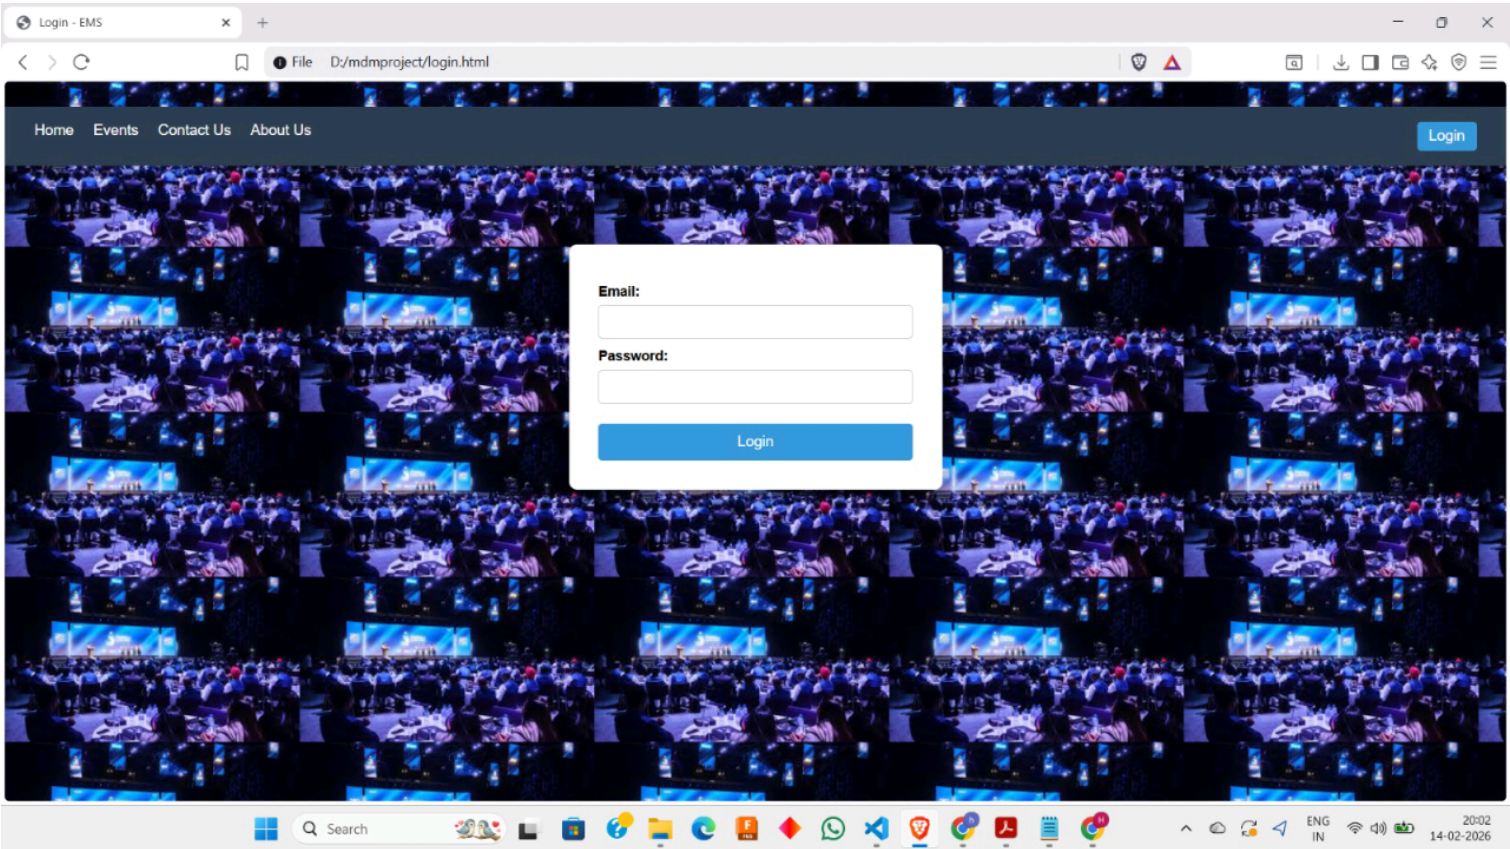 Login - EMS
File D:/mdmproject/login.html
Home Events Contact Us About Us
Login
Email:
Password:
Login
Search
ENG
IN
20:02
14-02-2026